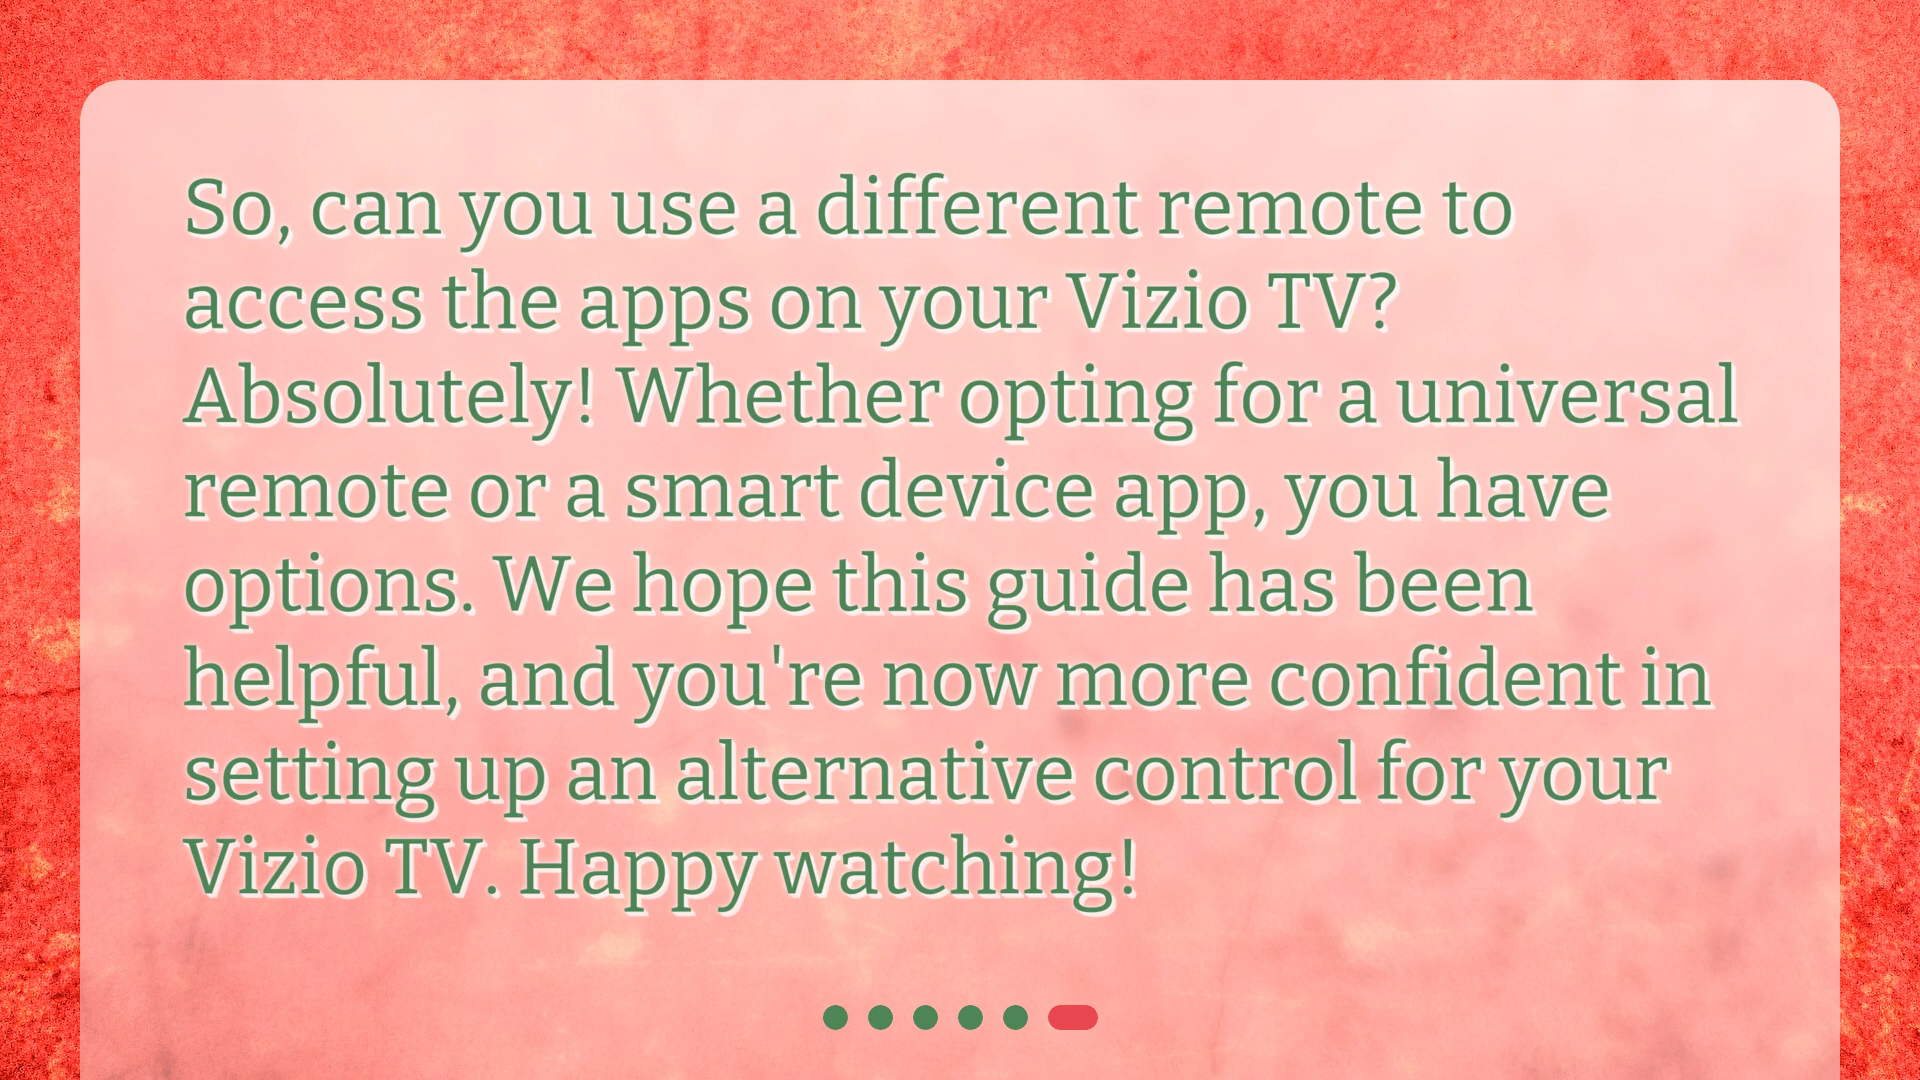 So, can you use a different remote to
access the apps on your Vizio TV?
Absolutely! Whether opting for a universal
remote or a smart device app, you have
options. We hope this guide has been
helpful, and you're now more confident in
setting up an alternative control for your
Vizio TV. Happy watching!